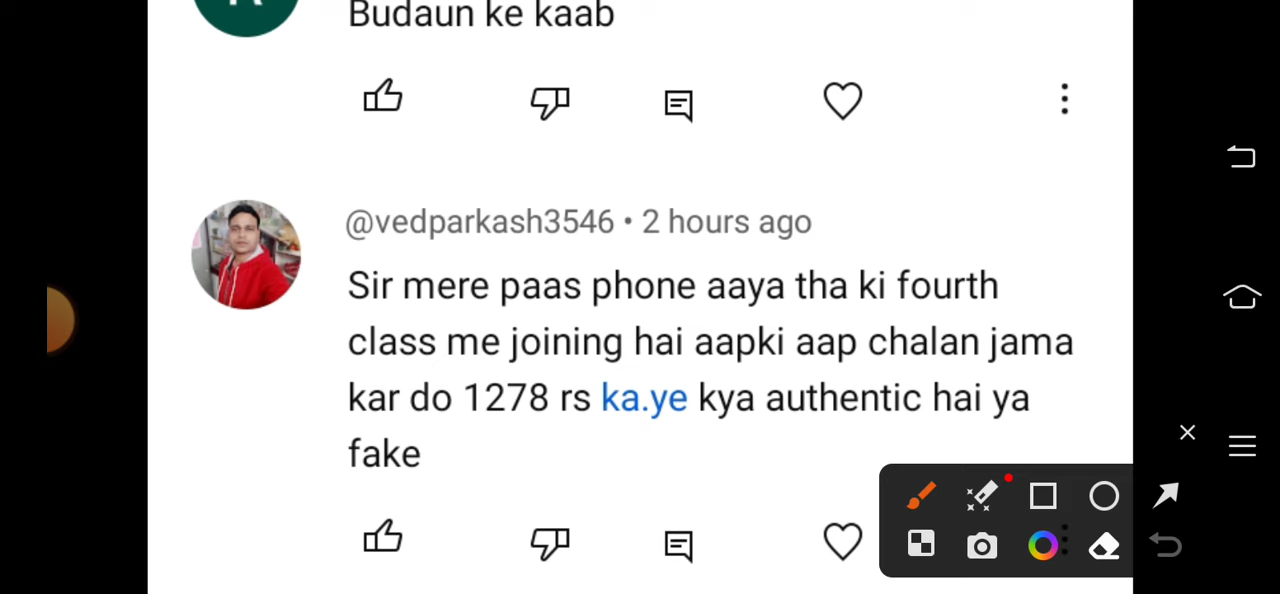 Budaun ke kaab
@vedparkash3546 • 2 hours ago
Sir mere paas phone aaya tha ki fourth
class me joining hai aapki aap chalan jama
kar do 1278 rs ka.ye kya authentic hai ya
fake